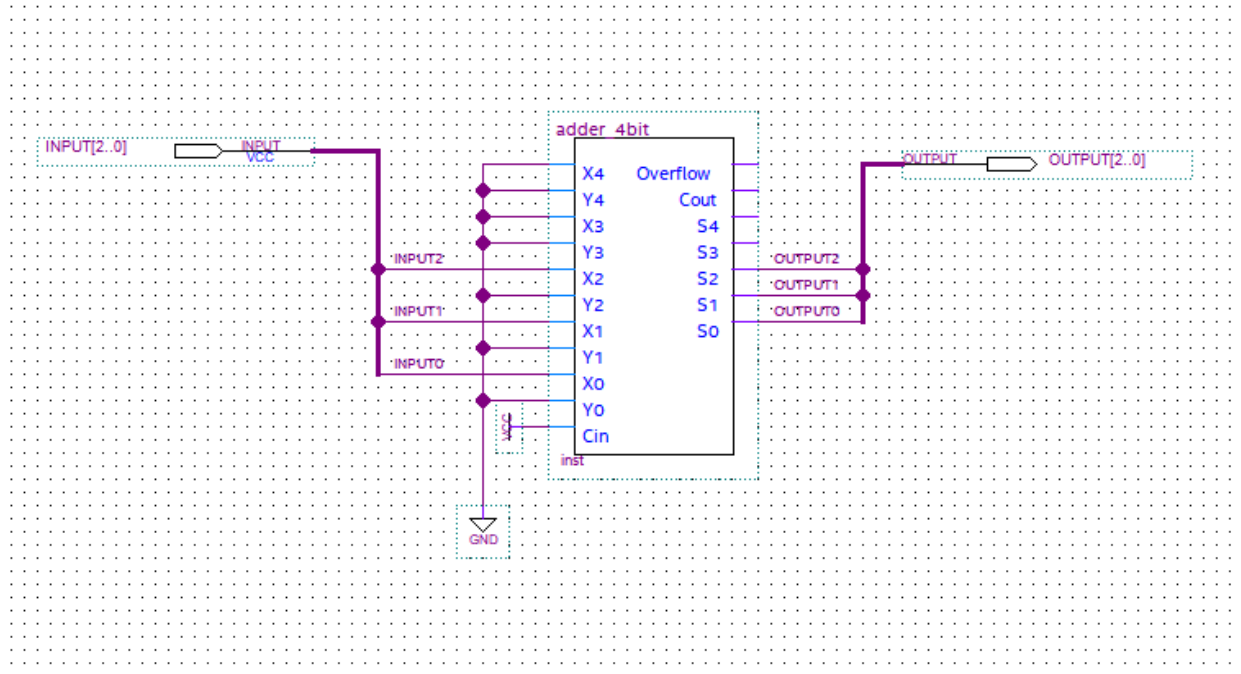 adder_4bit
INPUT[2..0]
INPUT
VCC
OUTPUT
OUTPUT[2..0]
X4
Overflow
Y4
Cout
X3
S4
Y3
S3
INPUT2
X2
S2
OUTPUT2
Y2
S1
OUTPUT1
INPUT1
X1
S0
OUTPUT0
Y1
INPUT0
X0
Y0
VCC
Cin
inst
GND